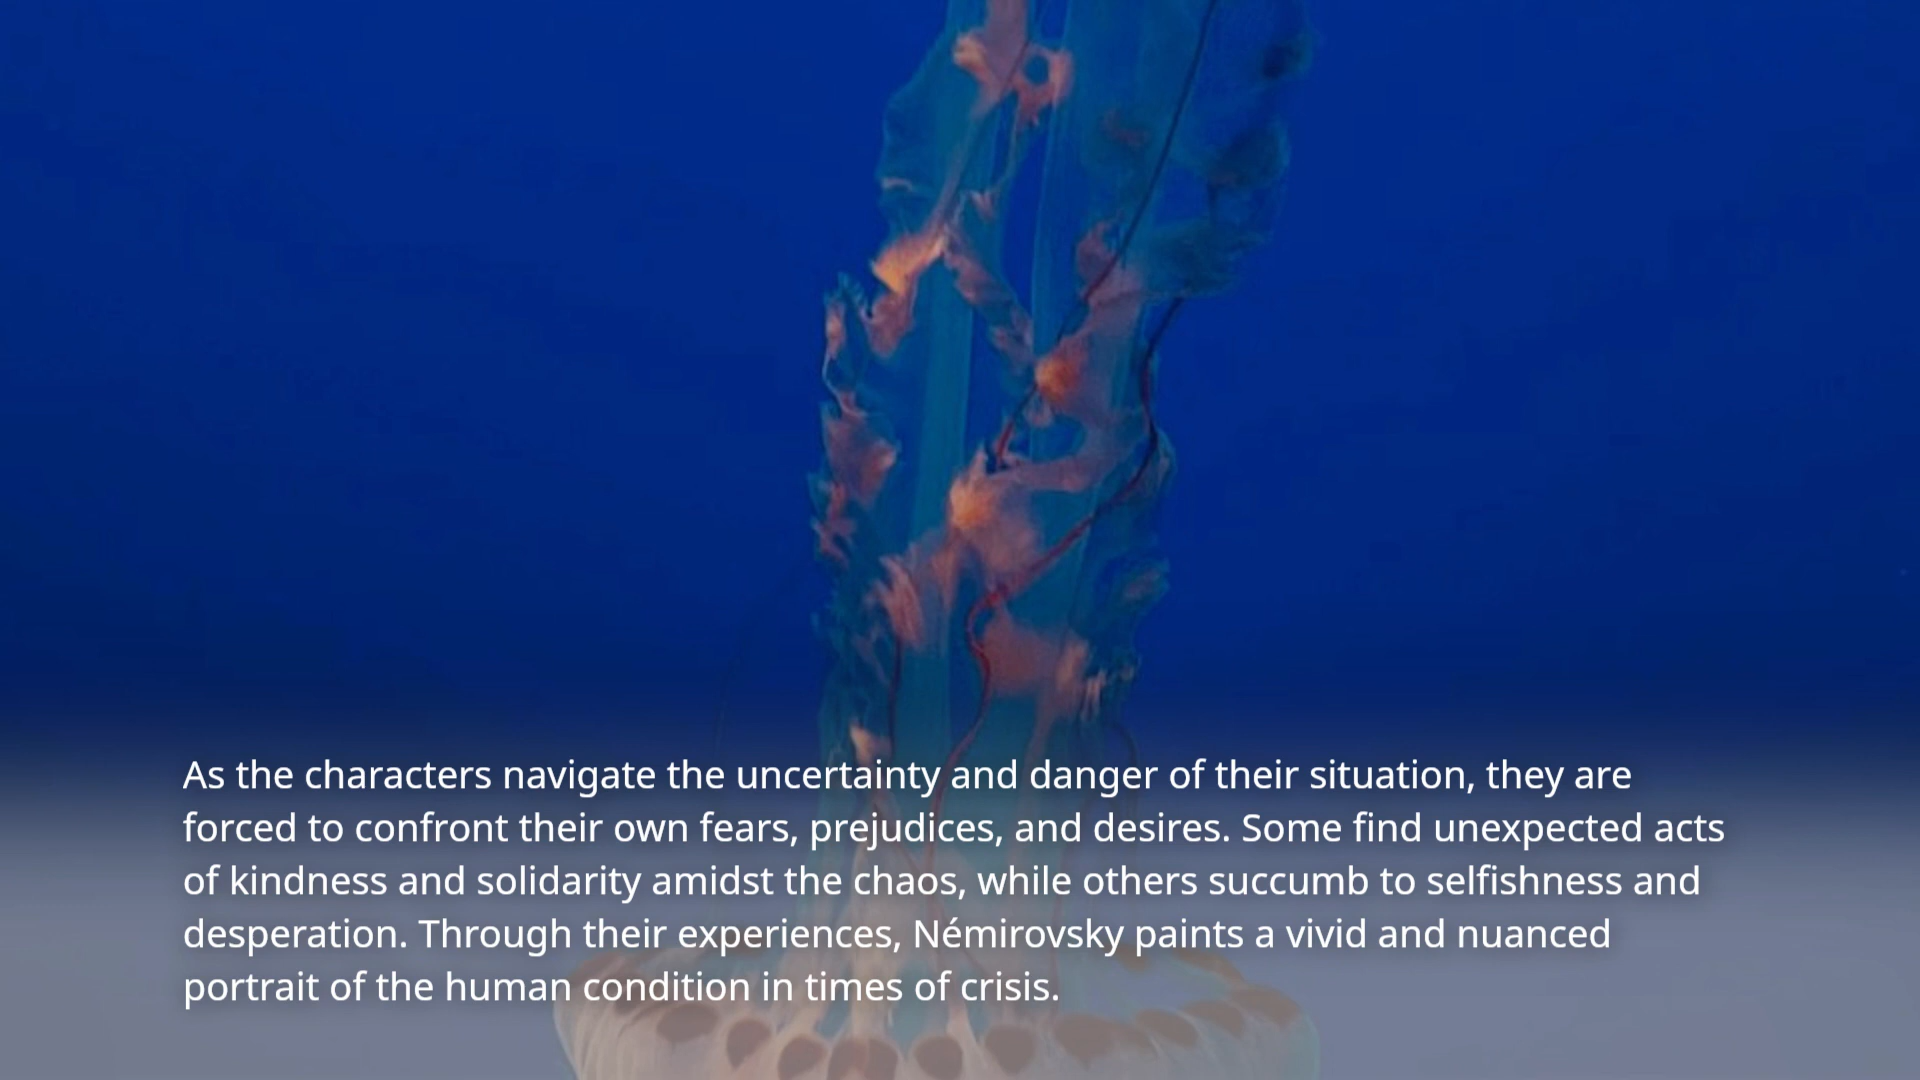 As the characters navigate the uncertainty and danger of their situation, they are
forced to confront their own fears, prejudices, and desires. Some find unexpected acts
of kindness and solidarity amidst the chaos, while others succumb to selfishness and
desperation. Through their experiences, Némirovsky paints a vivid and nuanced
portrait of the human condition in times of crisis.